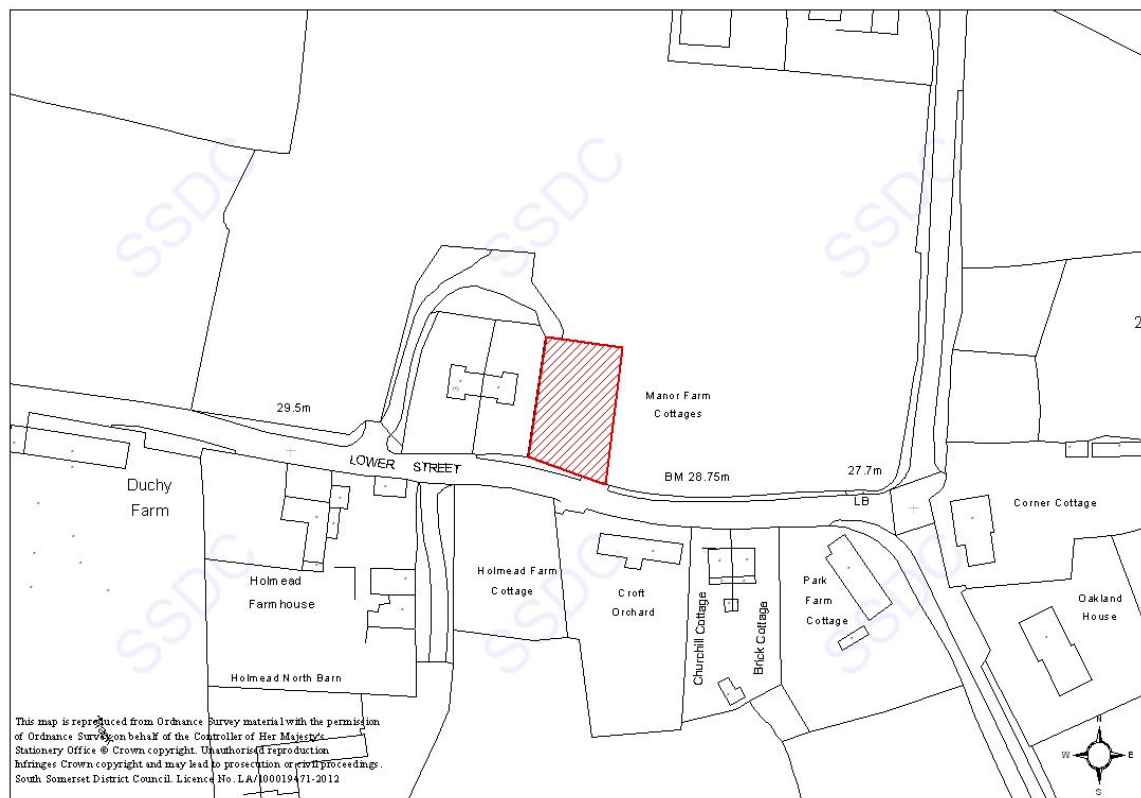 SSDC
SSDC
SSDC
2
3
Manor Farm
Cottages
29.5m
LOWER STREET
BM 28.75m
27.7m
LB
Duchy
Farm
Corner Cottage
Holmead
Farmhouse
Holmead Farm
Cottage
Croft
Orchard
Churchill Cottage
Brick Cottage
Park
Farm
Cottage
Oakland
House
SSDC
SSDC
SSDC
Holmead North Barn
This map is reproduced from Ordnance Survey material with the permission
of Ordnance Survey on behalf of the Controller of Her Majesty's
Stationery Office © Crown copyright. Unauthorised reproduction
infringes Crown copyright and may lead to prosecution or civil proceedings.
South Somerset District Council. Licence No. LA/100019471-2012
N
W E
S